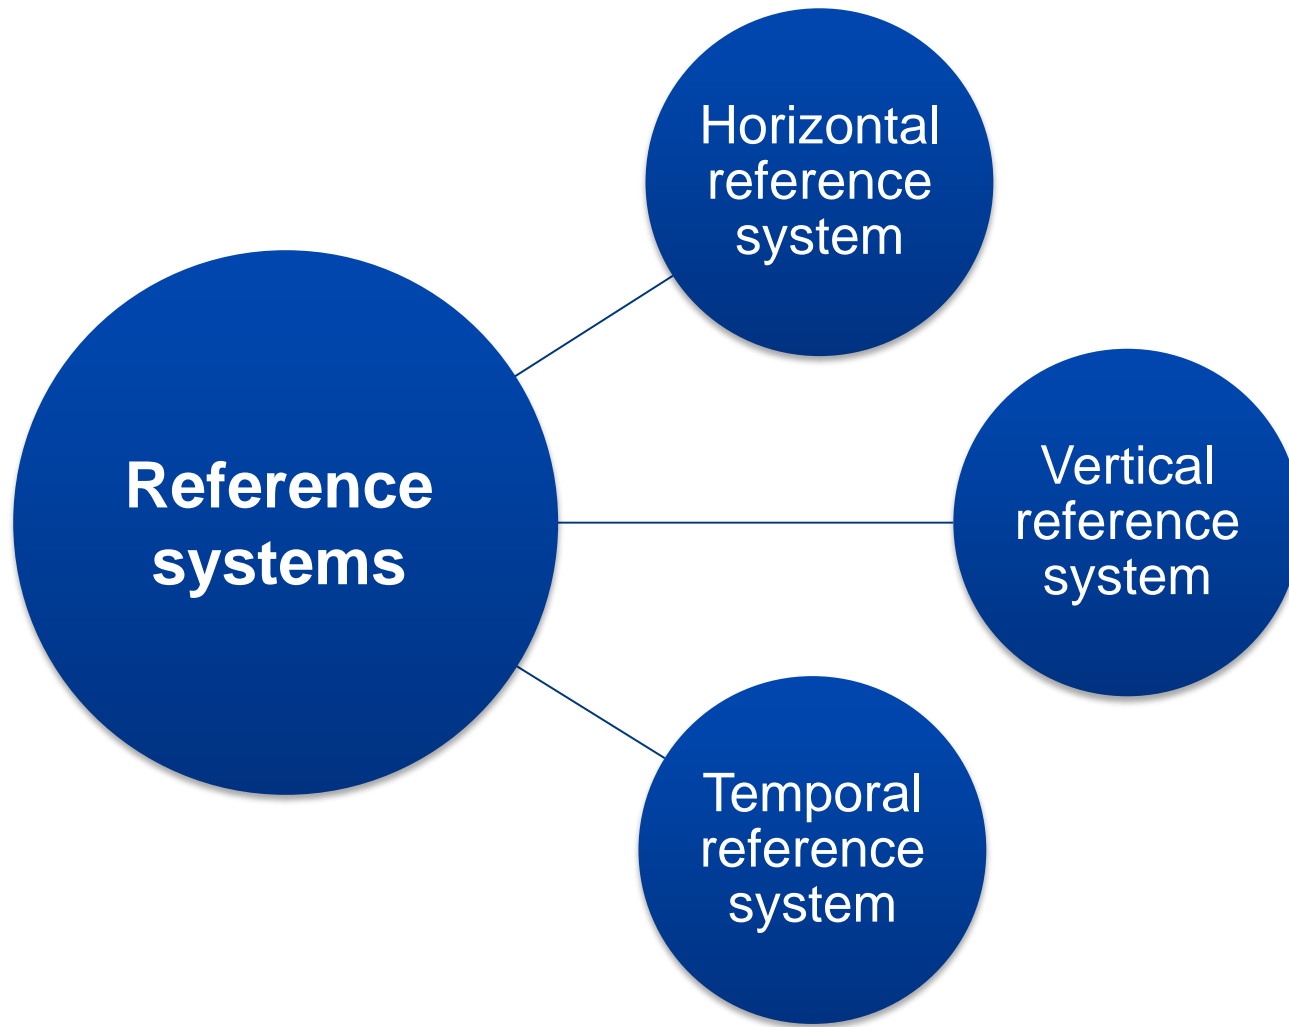 Reference
systems
Horizontal
reference
system
Vertical
reference
system
Temporal
reference
system